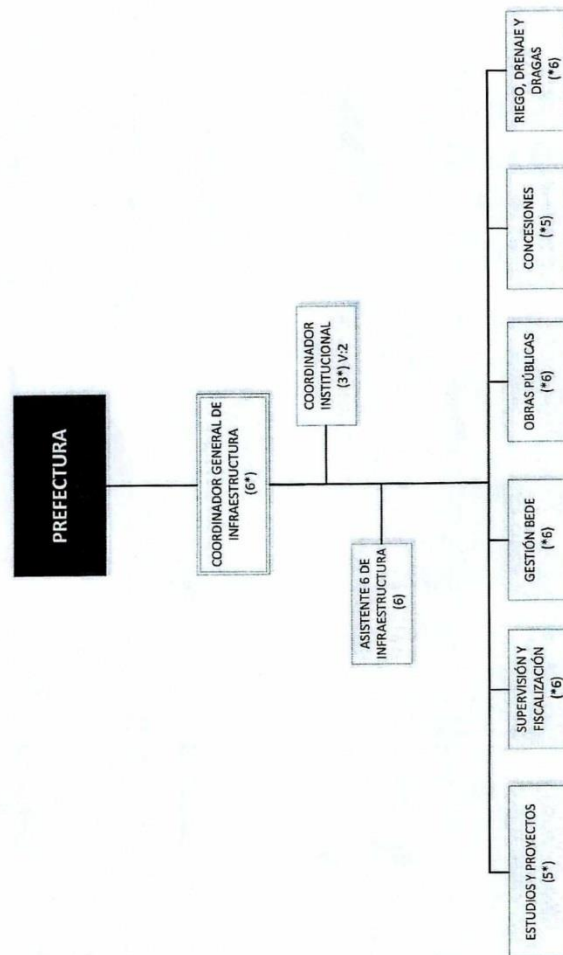 PREFECTURA
COORDINADOR GENERAL DE
INFRAESTRUCTURA
(6*)
COORDINADOR
INSTITUCIONAL
(3*) V:2
ASISTENTE 6 DE
INFRAESTRUCTURA
(6)
ESTUDIOS Y PROYECTOS
(5*)
SUPERVISIÓN Y
FISCALIZACIÓN
(*6)
GESTIÓN BEDE
(*6)
OBRAS PÚBLICAS
(*6)
CONCESIONES
(*5)
RIEGO, DRENAJE Y
DRAGAS
(*6)